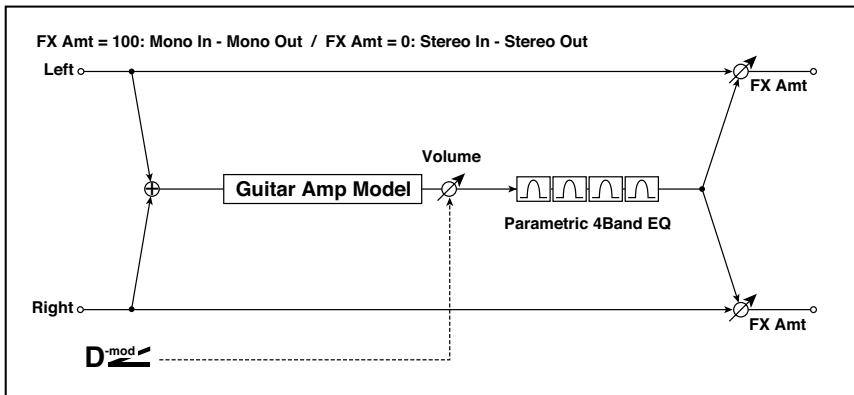 FX Amt = 100: Mono In - Mono Out / FX Amt = 0: Stereo In - Stereo Out
Left
FX Amt
Volume
Guitar Amp Model
Parametric 4Band EQ
Right
FX Amt
D-mod